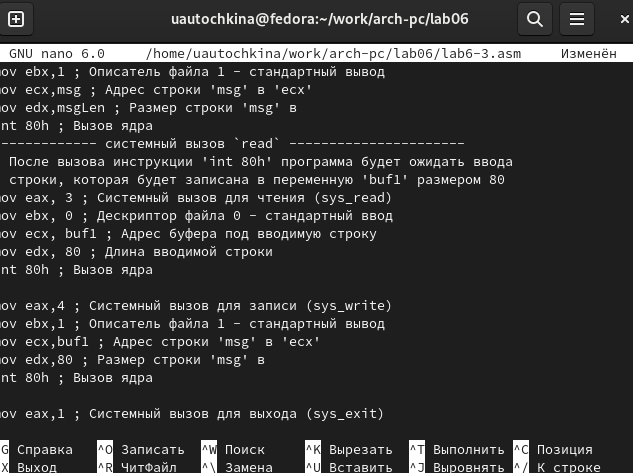 uautochkina@fedora:~/work/arch-pc/lab06
GNU nano 6.0 /home/uautochkina/work/arch-pc/lab06/lab6-3.asm Изменён
ov ebx,1 ; Описатель файла 1 - стандартный вывод
ov ecx,msg ; Адрес строки 'msg' в 'ecx'
ov edx,msgLen ; Размер строки 'msg' в
nt 80h ; Вызов ядра
------------ системный вызов `read` ----------------------
После вызова инструкции 'int 80h' программа будет ожидать ввода
строки, которая будет записана в переменную 'buf1' размером 80
ov eax, 3 ; Системный вызов для чтения (sys_read)
ov ebx, 0 ; Дескриптор файла 0 - стандартный ввод
ov ecx, buf1 ; Адрес буфера под вводимую строку
ov edx, 80 ; Длина вводимой строки
nt 80h ; Вызов ядра
ov eax,4 ; Системный вызов для записи (sys_write)
ov ebx,1 ; Описатель файла 1 - стандартный вывод
ov ecx,buf1 ; Адрес строки 'msg' в 'ecx'
ov edx,80 ; Размер строки 'msg' в
nt 80h ; Вызов ядра
ov eax,1 ; Системный вызов для выхода (sys_exit)
G Справка ^O Записать ^W Поиск ^K Вырезать ^T Выполнить ^C Позиция
X Выход ^R ЧитФайл ^\ Замена ^U Вставить ^J Выровнять ^/ К строке